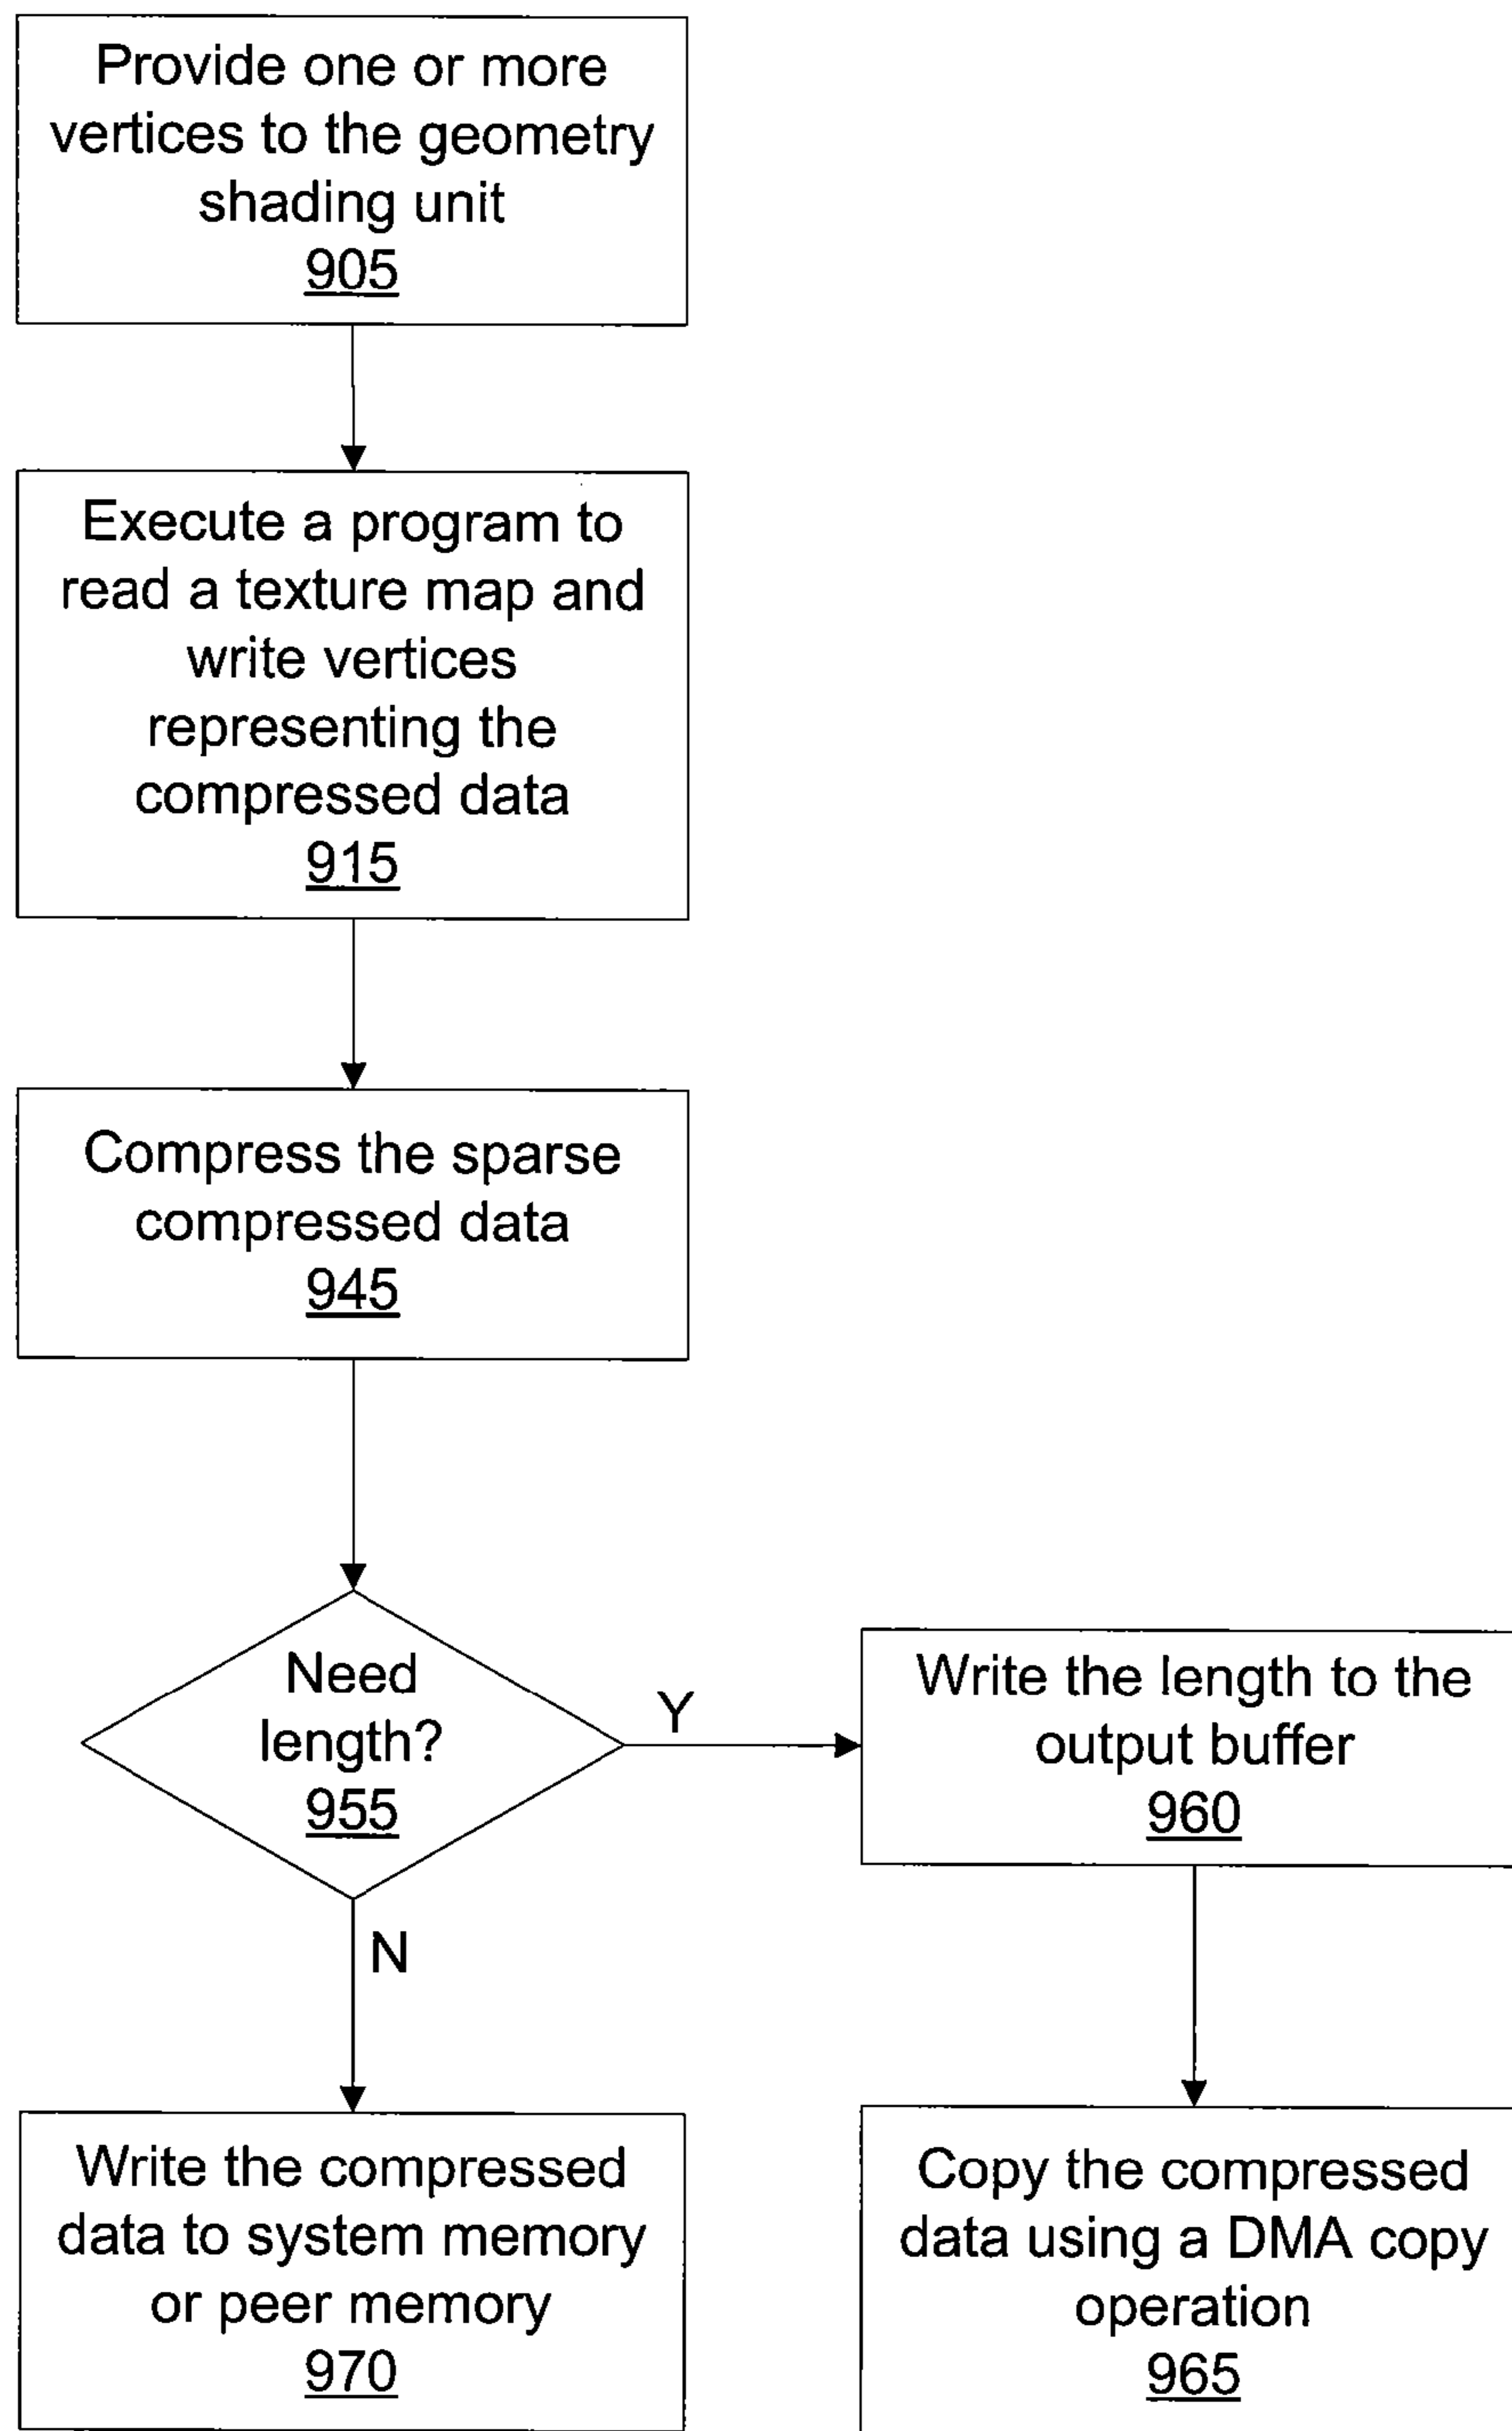 Provide one or more
vertices to the geometry
shading unit
905
Execute a program to
read a texture map and
write vertices
representing the
compressed data
915
Compress the sparse
compressed data
945
Need
length?
955
Y
N
Write the length to the
output buffer
960
Write the compressed
data to system memory
or peer memory
970
Copy the compressed
data using a DMA copy
operation
965